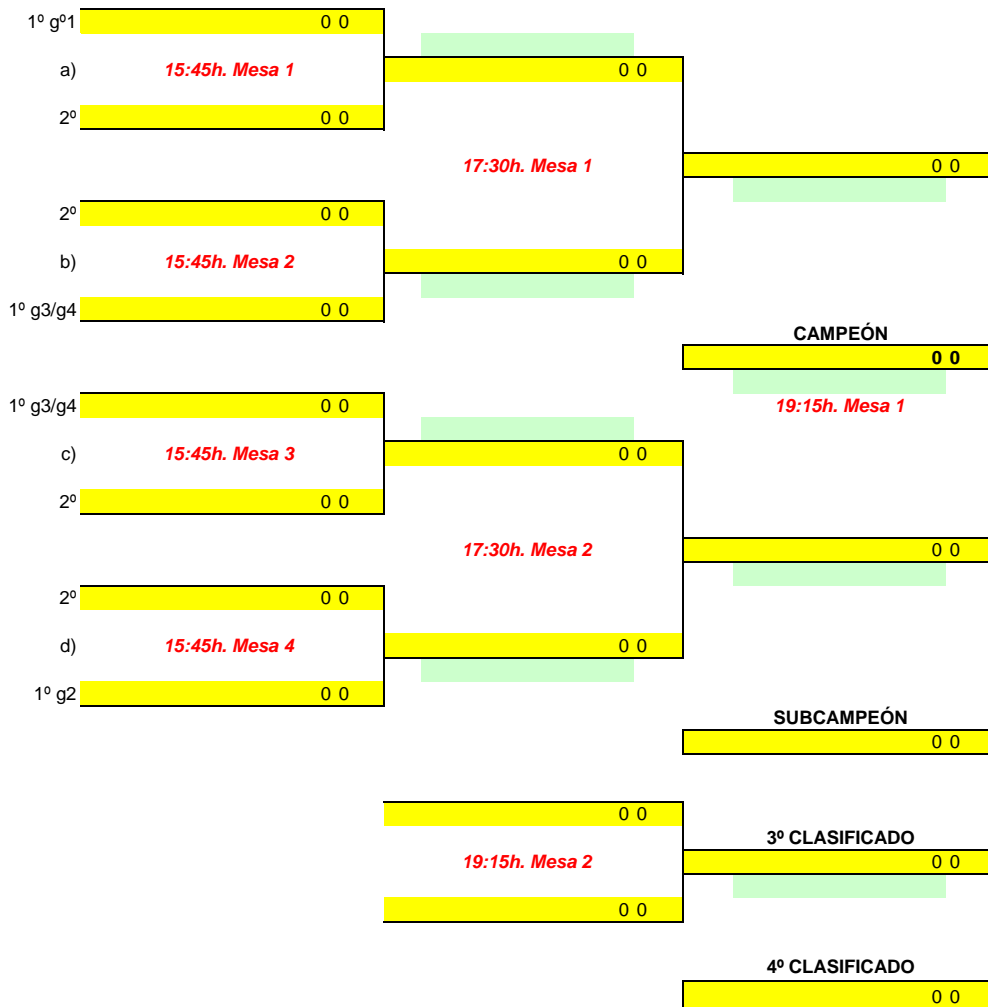 1º gº1 0 0
a) 15:45h. Mesa 1 0 0
2º 0 0
17:30h. Mesa 1 0 0
2º 0 0
b) 15:45h. Mesa 2 0 0
1º g3/g4 0 0
CAMPEÓN
0 0
1º g3/g4 0 0 19:15h. Mesa 1
c) 15:45h. Mesa 3 0 0
2º 0 0
17:30h. Mesa 2 0 0
2º 0 0
d) 15:45h. Mesa 4 0 0
1º g2 0 0
SUBCAMPEÓN
0 0
0 0
3º CLASIFICADO
19:15h. Mesa 2 0 0
0 0
4º CLASIFICADO
0 0